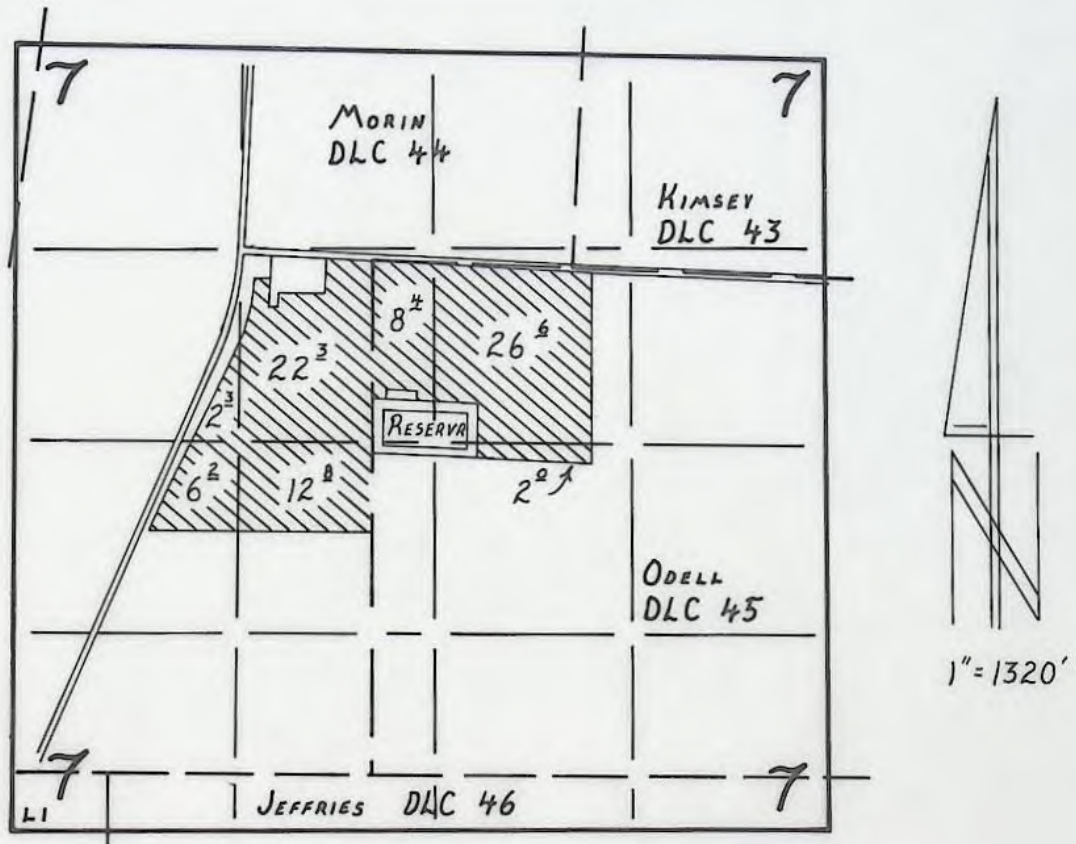 7
7
MORIN
DLC 44
KIMSEY
DLC 43
8 4
26 6
22 3
2 3
RESERVR
6 2
12 8
2 0
ODELL
DLC 45
1" = 1320'
7
7
L1
JEFFRIES DLC 46
N